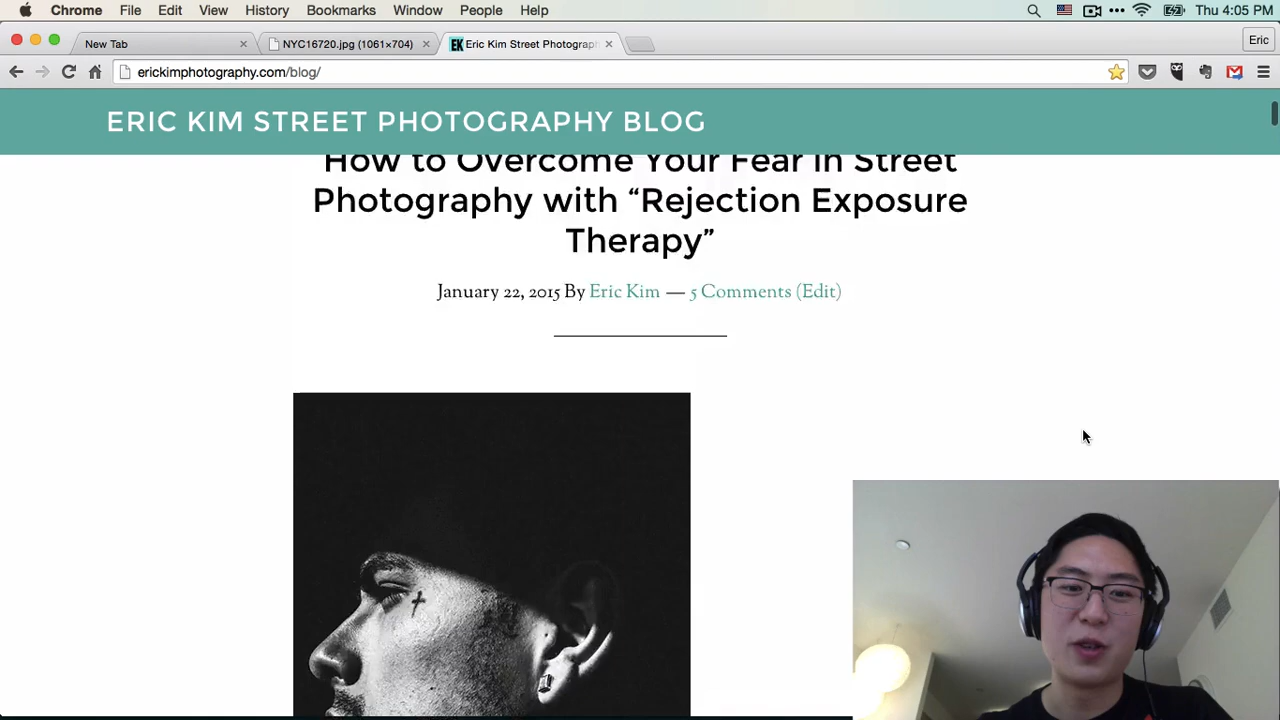 Chrome File Edit View History Bookmarks Window People Help Thu 4:05 PM
New Tab NYC16720.jpg (1061×704) Eric Kim Street Photograph Eric
erickimphotography.com/blog/
ERIC KIM STREET PHOTOGRAPHY BLOG
How to Overcome Your Fear in Street
Photography with “Rejection Exposure
Therapy”
January 22, 2015 By Eric Kim — 5 Comments (Edit)